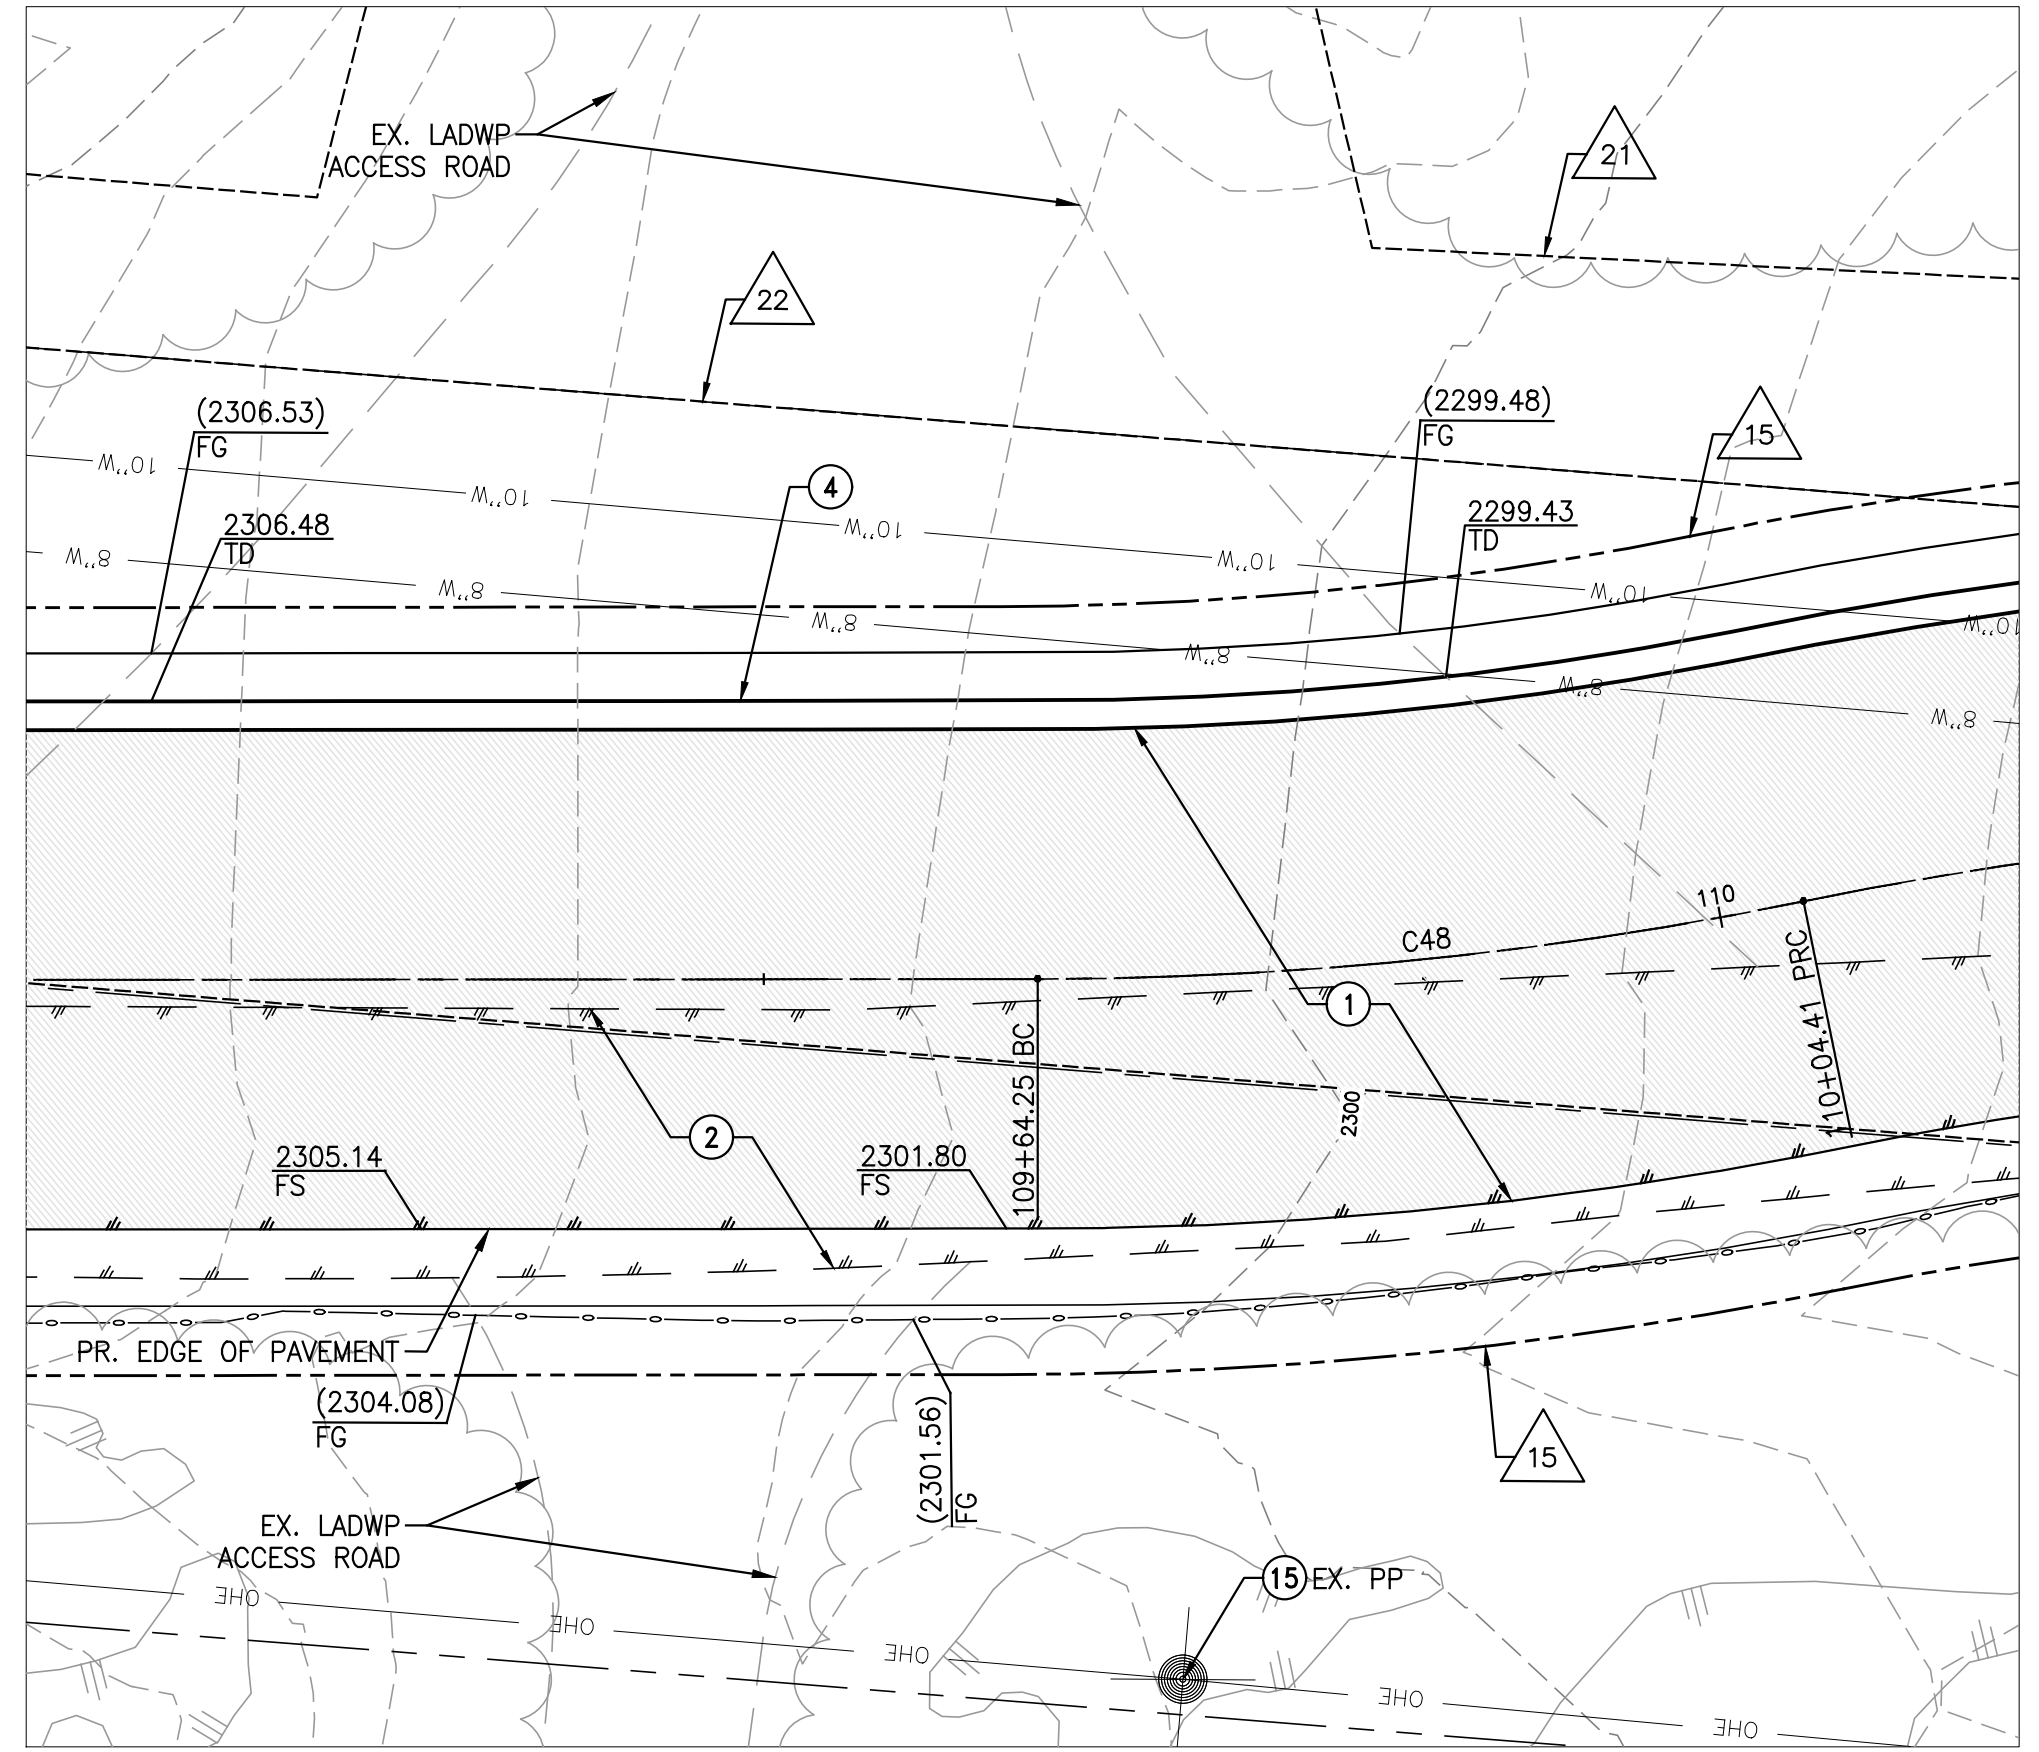 EX. LADWP
ACCESS ROAD
21
22
(2306.53)
FG
(2299.48)
FG
15
10"W
10"W
10"W
10"W
10"W
10"W
4
2306.48
TD
2299.43
TD
8"W
8"W
8"W
8"W
8"W
8"W
110
C48
110+04.41 PRC
1
109+64.25 BC
2300
2
2305.14
FS
2301.80
FS
PR. EDGE OF PAVEMENT
(2304.08)
FG
(2301.56)
FG
15
EX. LADWP
ACCESS ROAD
15 EX. PP
OHE
OHE
OHE
OHE
OHE